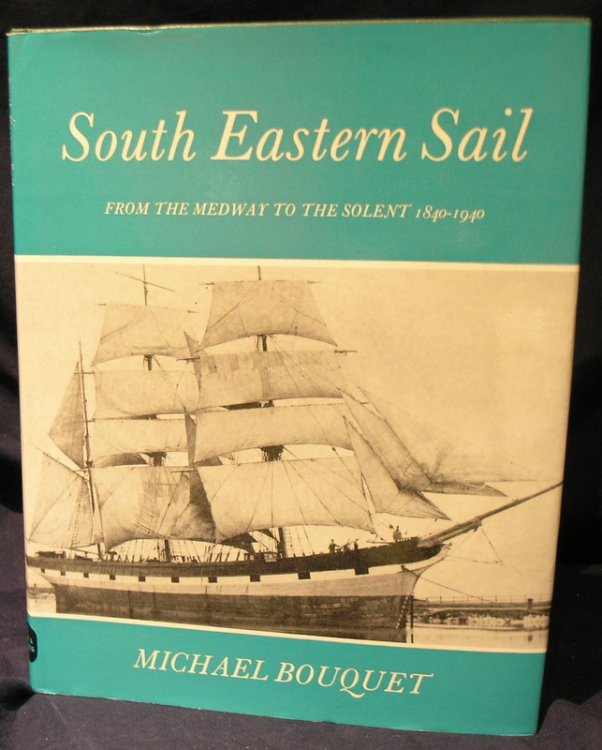 South Eastern Sail
FROM THE MEDWAY TO THE SOLENT 1840-1940
MICHAEL BOUQUET